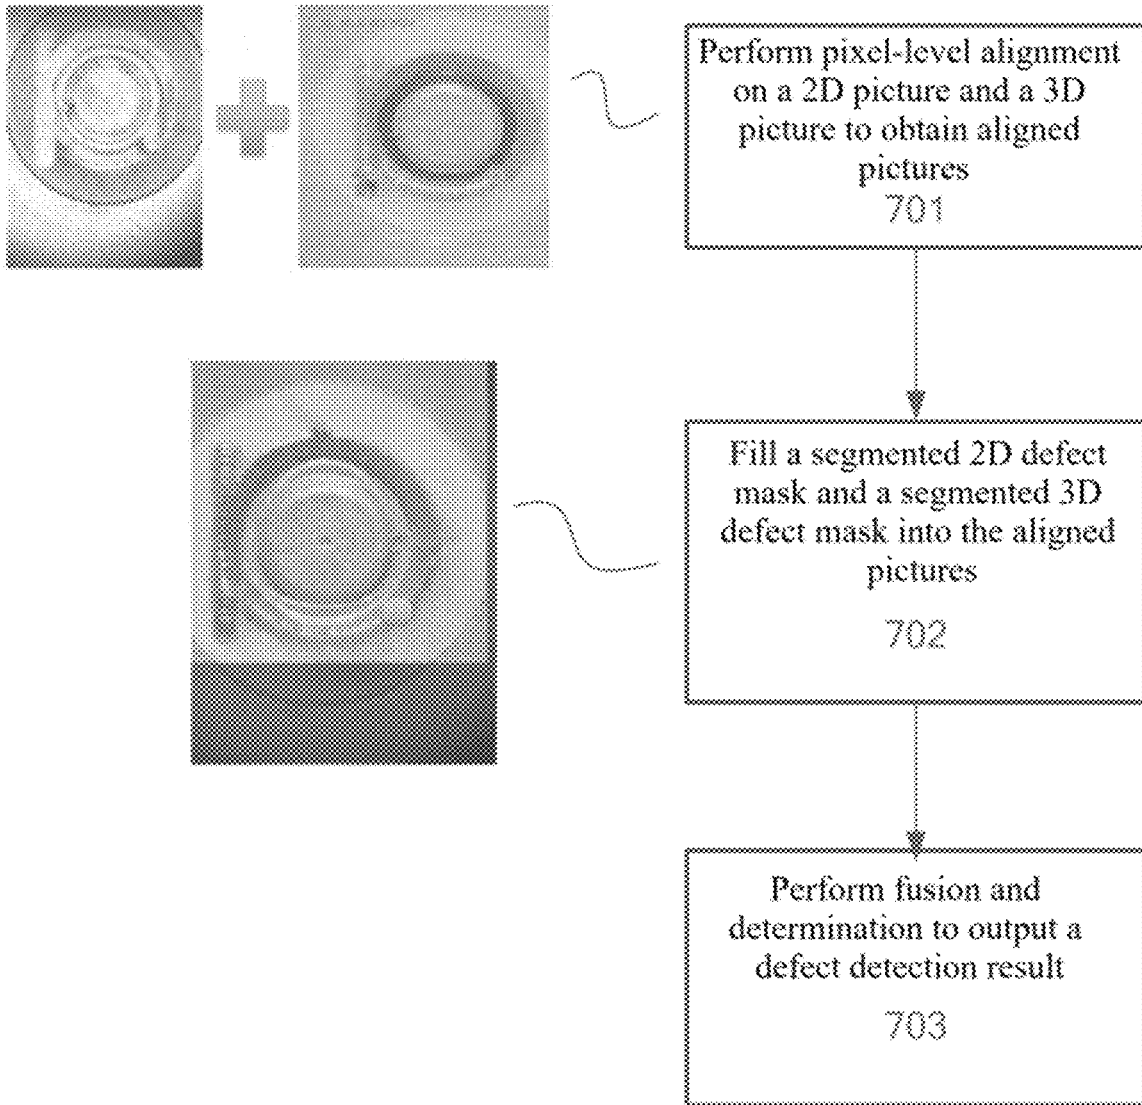 Perform pixel-level alignment
on a 2D picture and a 3D
picture to obtain aligned
pictures
701
Fill a segmented 2D defect
mask and a segmented 3D
defect mask into the aligned
pictures
702
Perform fusion and
determination to output a
defect detection result
703